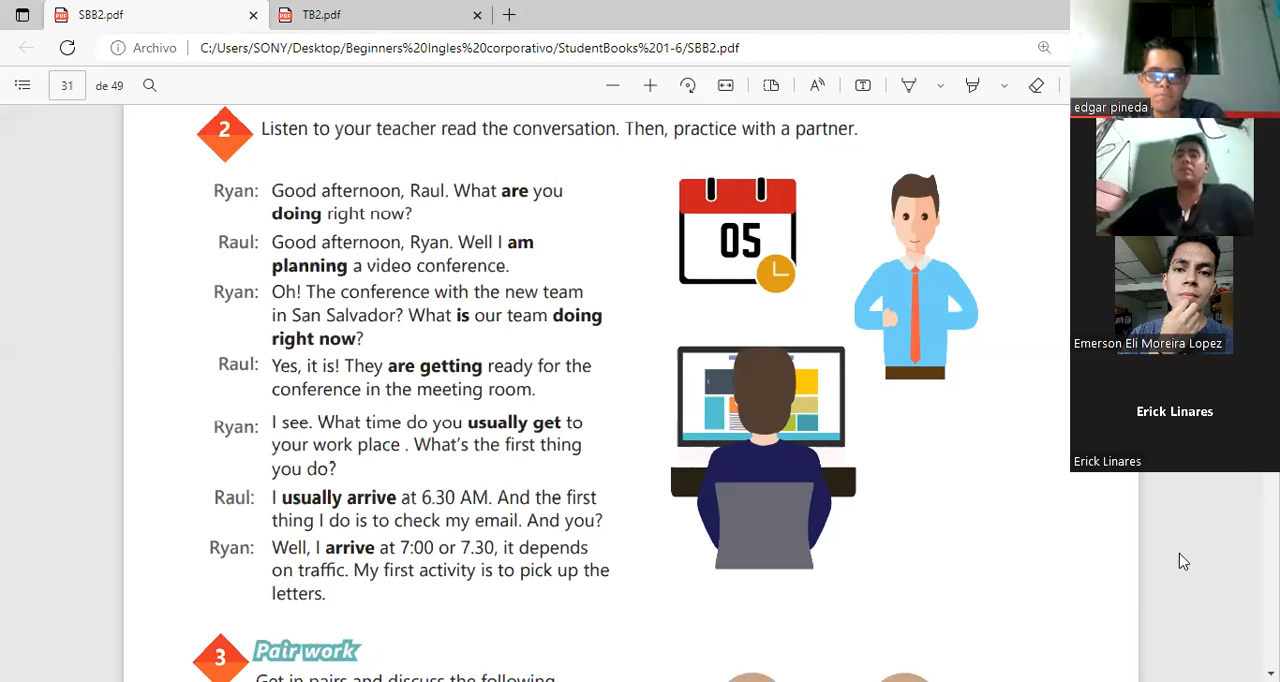 SBB2.pdf
TB2.pdf
Archivo
C:/Users/SONY/Desktop/Beginners%20Ingles%20corporativo/StudentBooks%201-6/SBB2.pdf
31 de 49
2 Listen to your teacher read the conversation. Then, practice with a partner.
Ryan: Good afternoon, Raul. What are you
doing right now?
Raul: Good afternoon, Ryan. Well I am
planning a video conference.
Ryan: Oh! The conference with the new team
in San Salvador? What is our team doing
right now?
Raul: Yes, it is! They are getting ready for the
conference in the meeting room.
Ryan: I see. What time do you usually get to
your work place . What's the first thing
you do?
Raul: I usually arrive at 6.30 AM. And the first
thing I do is to check my email. And you?
Ryan: Well, I arrive at 7:00 or 7.30, it depends
on traffic. My first activity is to pick up the
letters.
05
3 Pair work
Get in pairs and discuss the following
edgar pineda
Emerson Eli Moreira Lopez
Erick Linares
Erick Linares